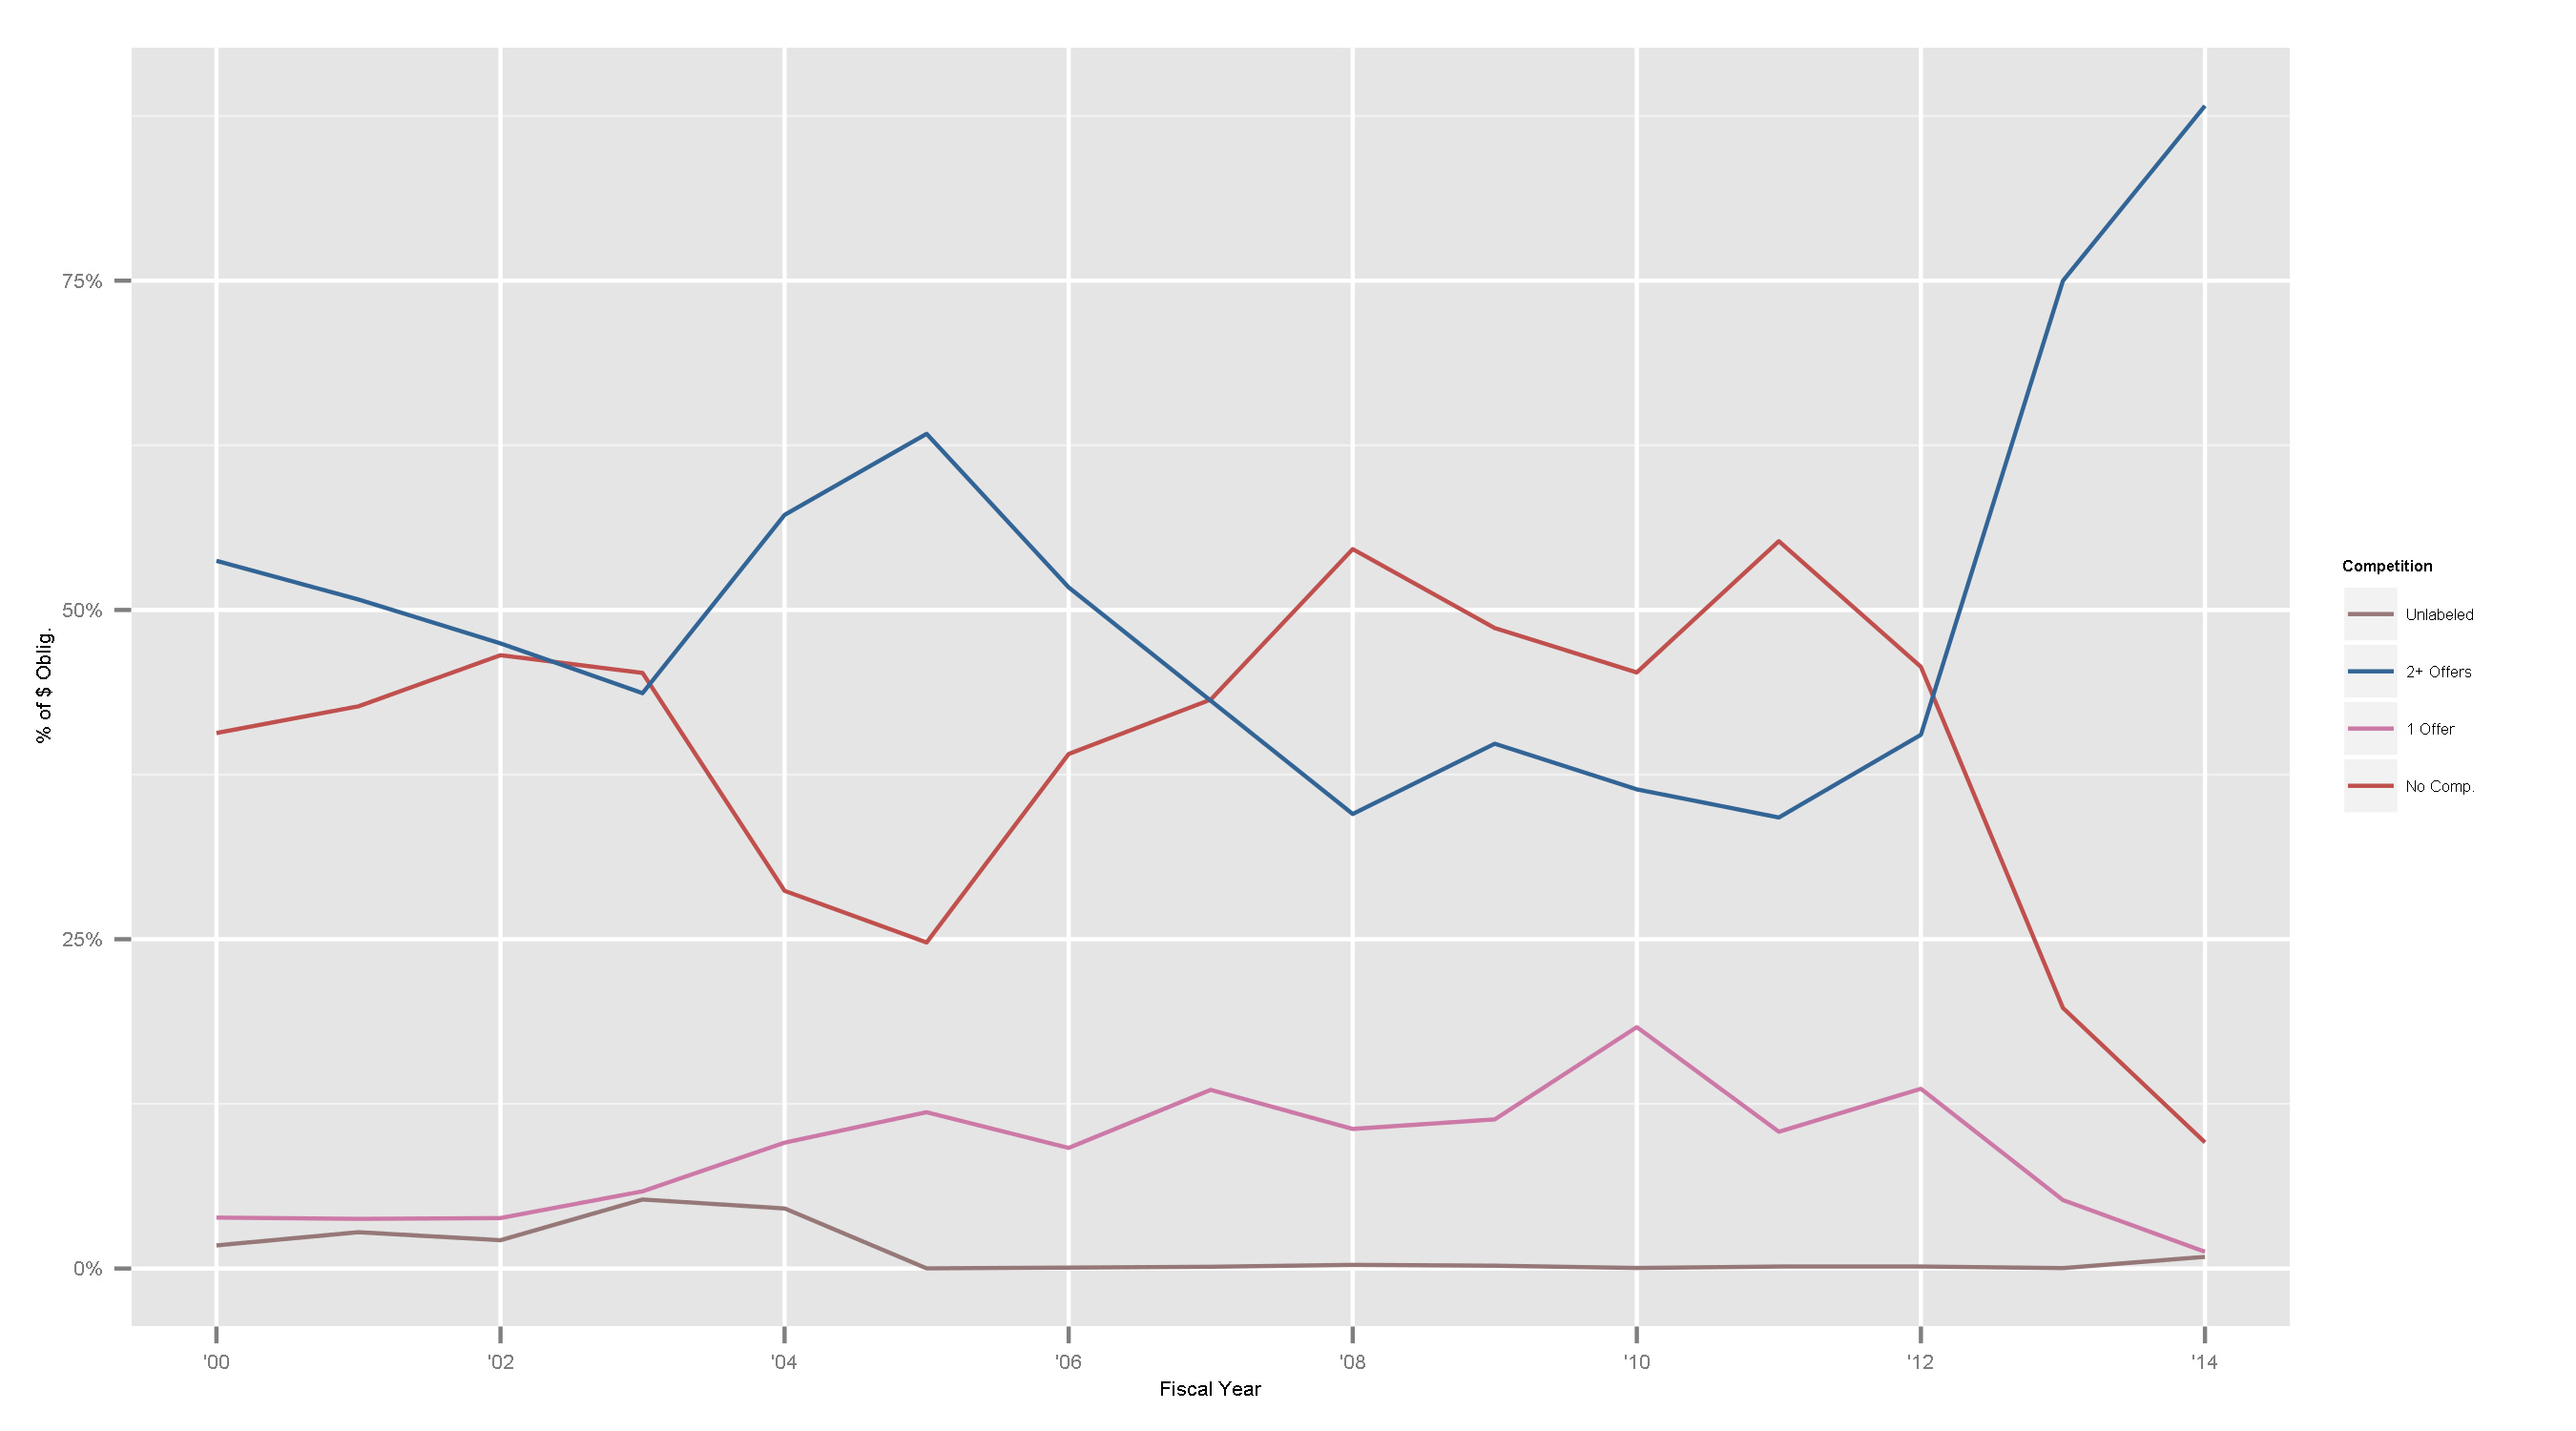 75%
50%
25%
0%
% of $ Oblig.
'00 '02 '04 '06 '08 '10 '12 '14
Fiscal Year
Competition
Unlabeled
2+ Offers
1 Offer
No Comp.